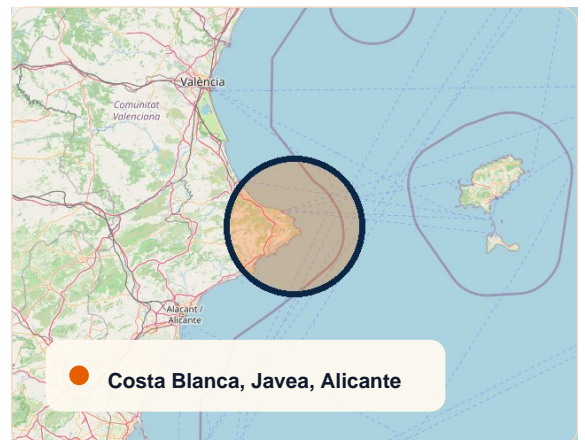 València
Comunitat
Valenciana
Alacant /
Alicante
Costa Blanca, Javea, Alicante